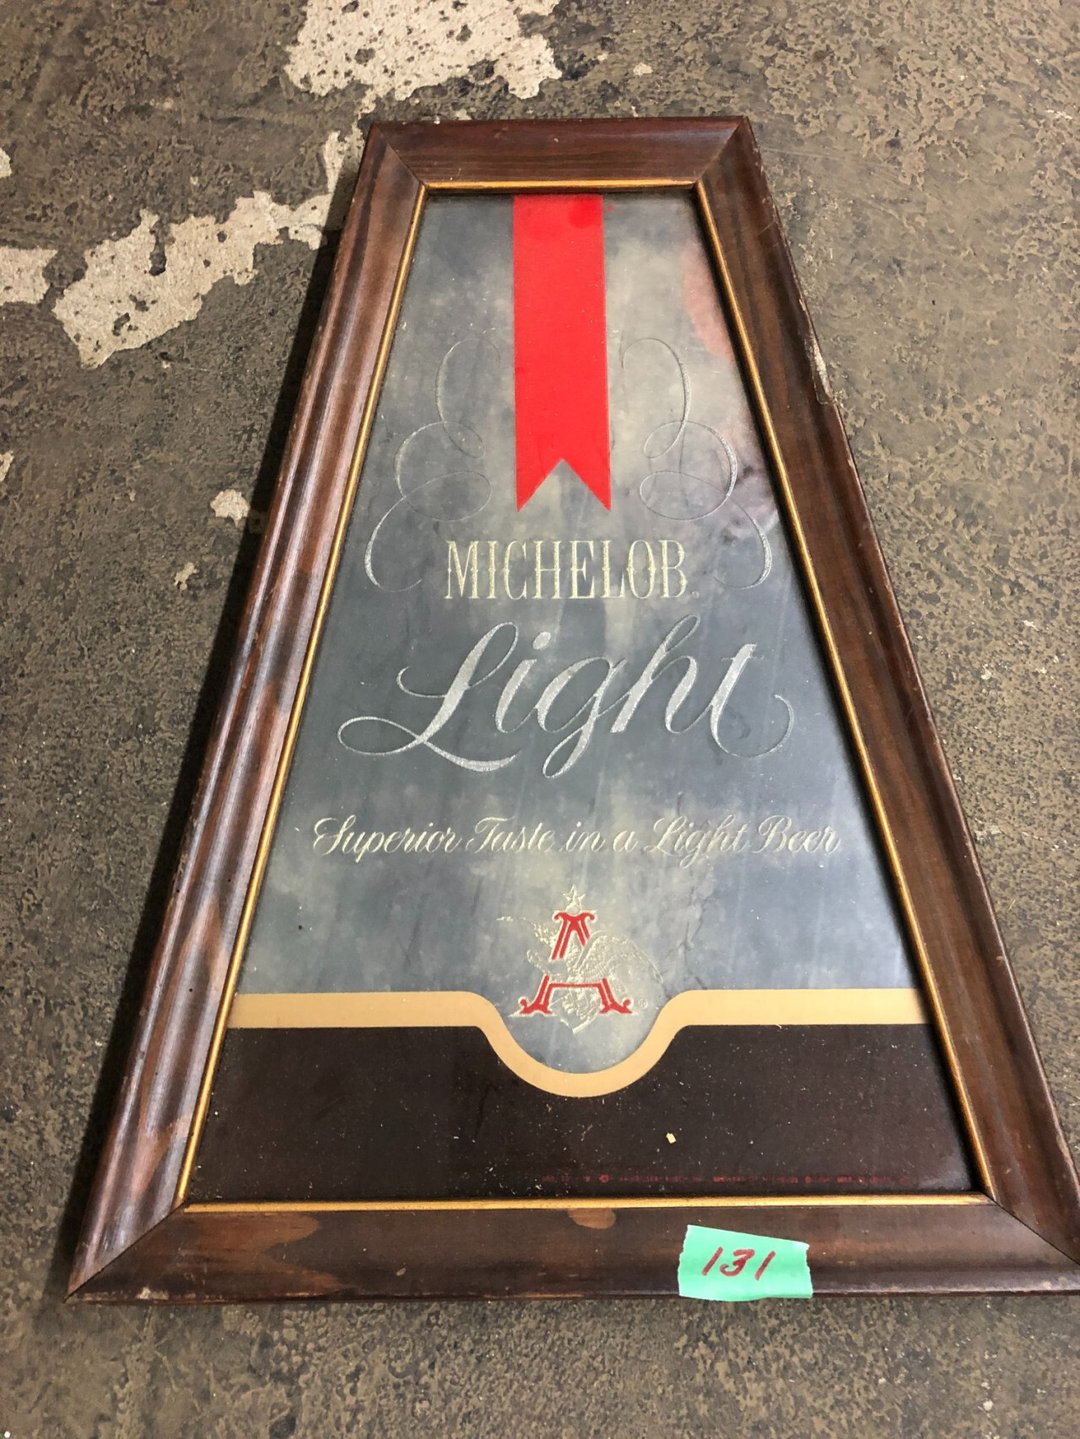 MICHELOB®
Light
Superior Taste in a Light Beer
A
131